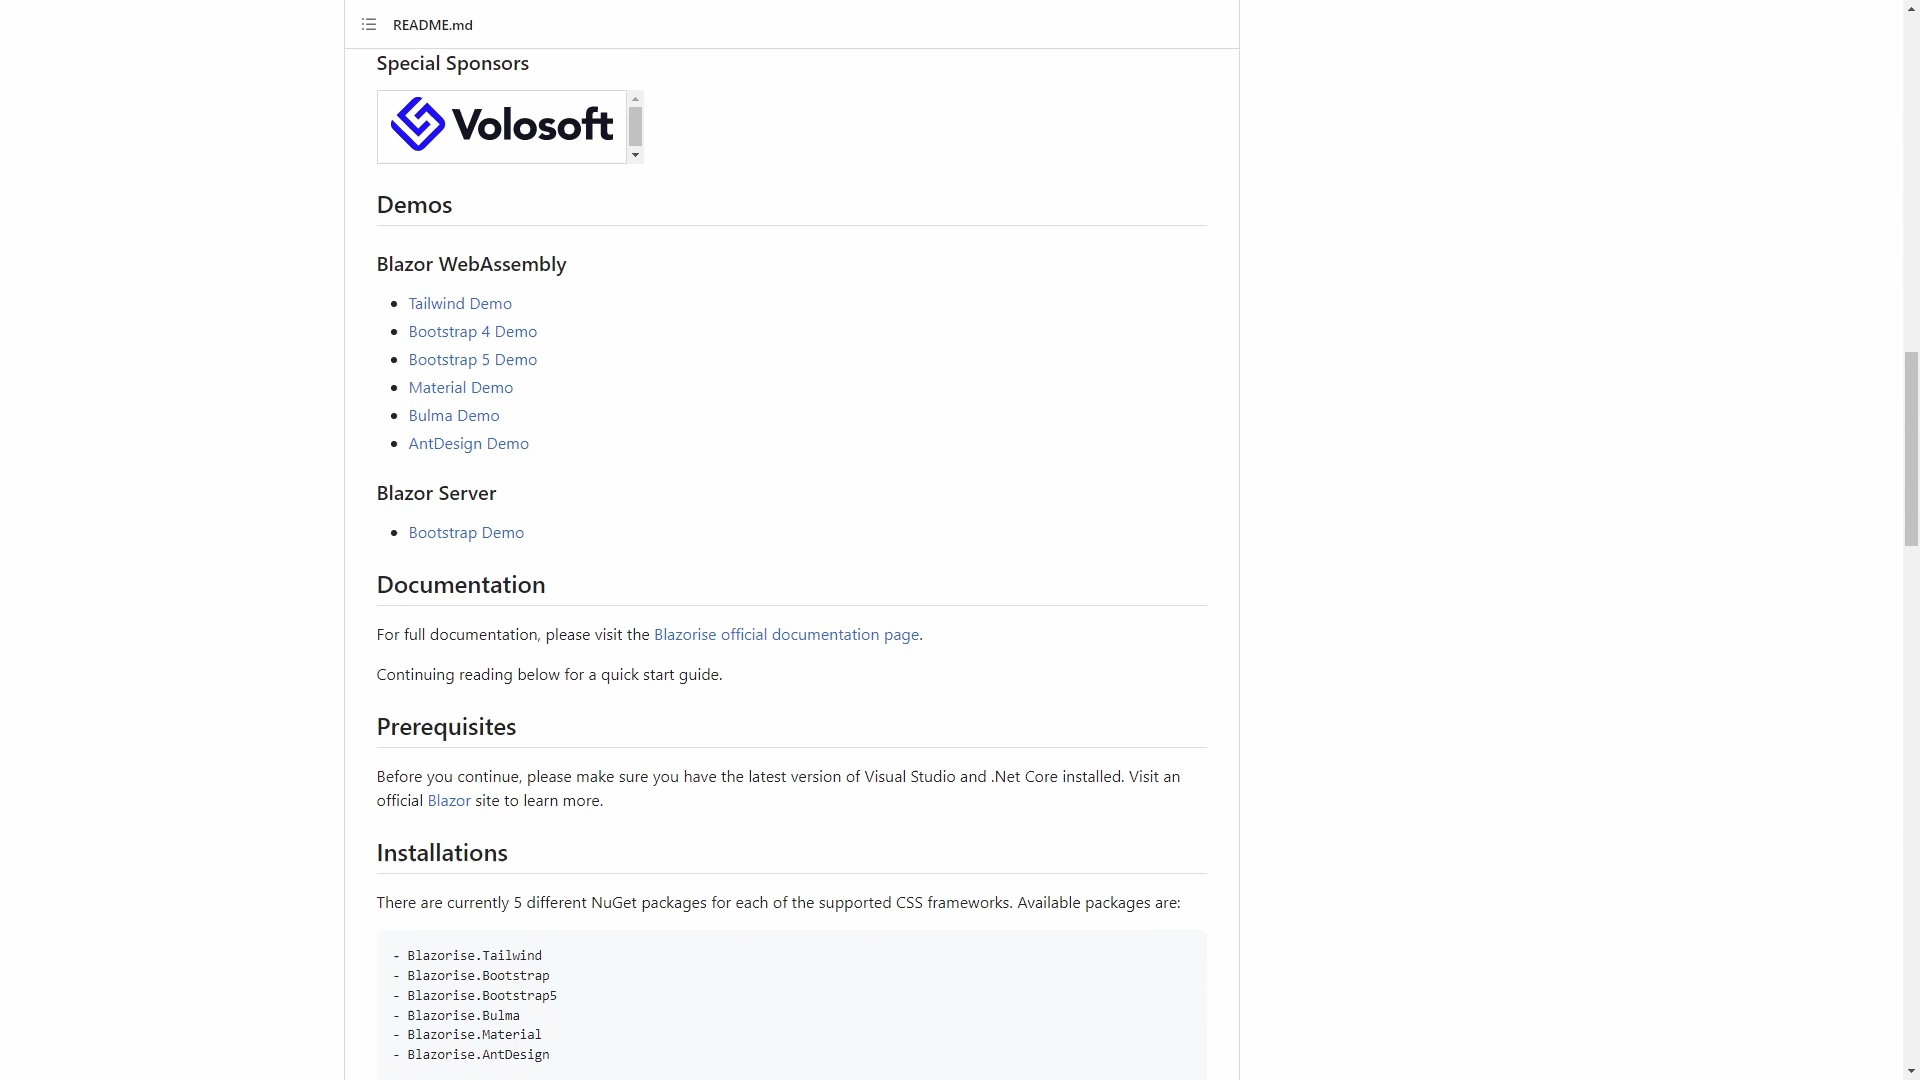 README.md
Special Sponsors
Volosoft
Demos
Blazor WebAssembly
Tailwind Demo
Bootstrap 4 Demo
Bootstrap 5 Demo
Material Demo
Bulma Demo
AntDesign Demo
Blazor Server
Bootstrap Demo
Documentation
For full documentation, please visit the Blazorise official documentation page.
Continuing reading below for a quick start guide.
Prerequisites
Before you continue, please make sure you have the latest version of Visual Studio and .Net Core installed. Visit an
official Blazor site to learn more.
Installations
There are currently 5 different NuGet packages for each of the supported CSS frameworks. Available packages are:
- Blazorise.Tailwind
- Blazorise.Bootstrap
- Blazorise.Bootstrap5
- Blazorise.Bulma
- Blazorise.Material
- Blazorise.AntDesign